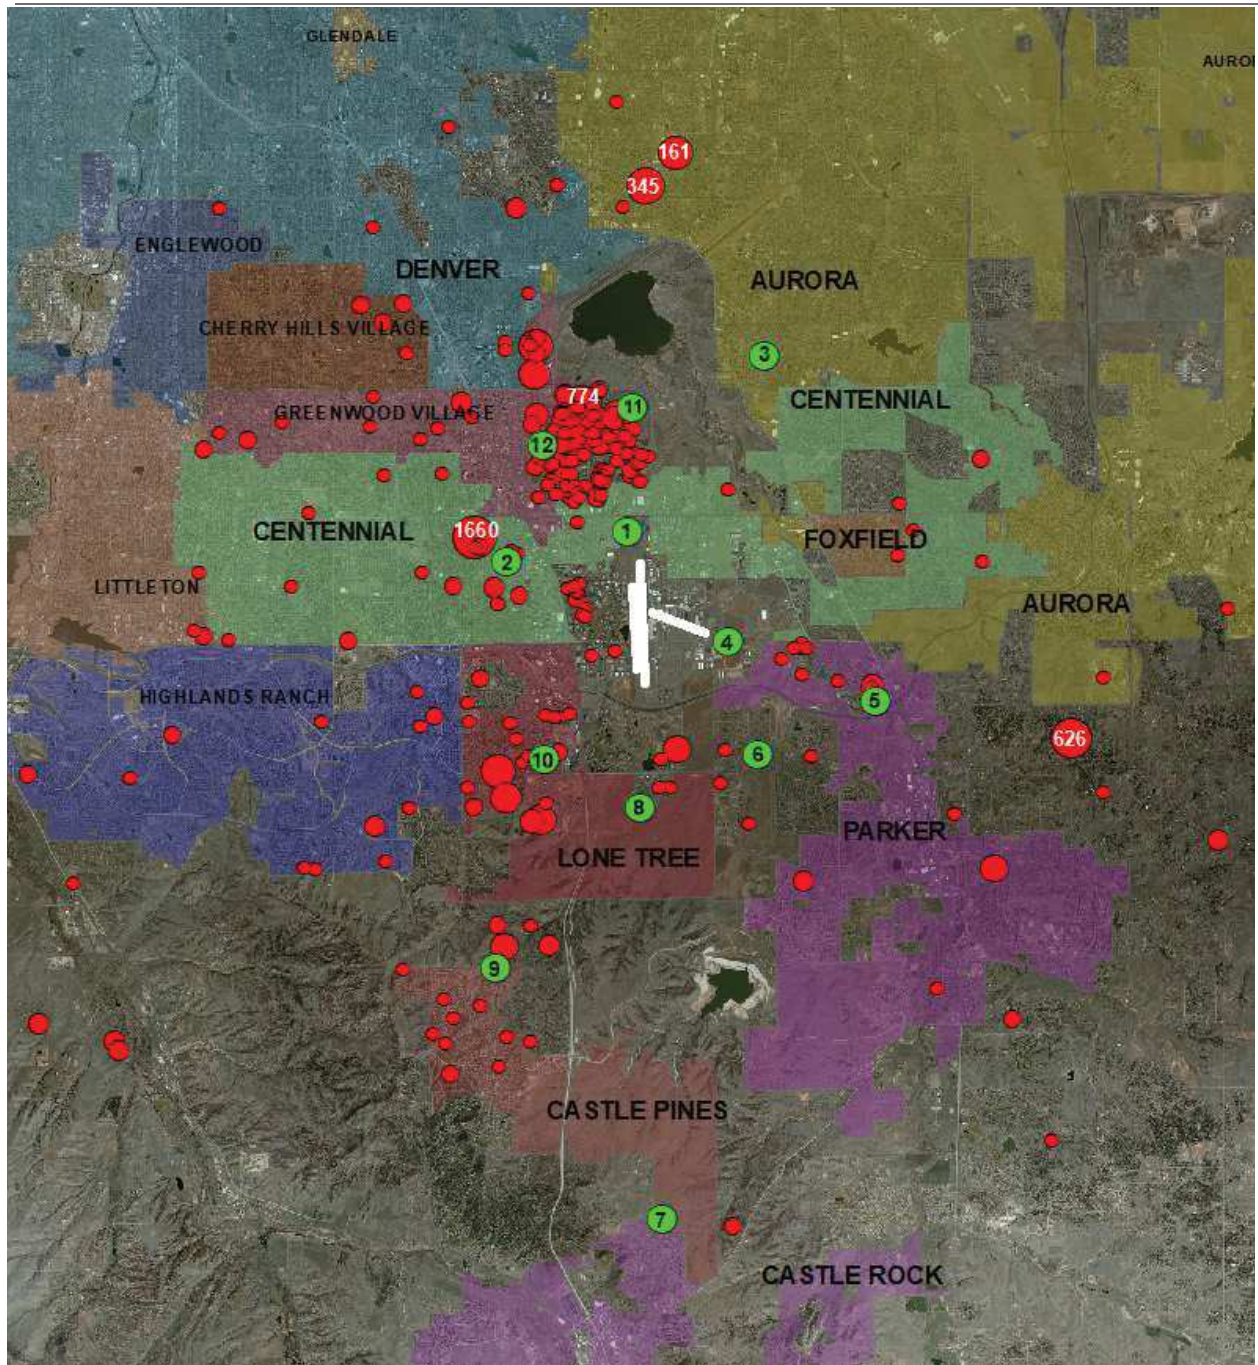 GLENDALE
AURO
161
345
ENGLEWOOD
DENVER
AURORA
CHERRY HILLS VILLAGE
3
774
11
GREENWOOD VILLAGE
CENTENNIAL
12
1660
1
CENTENNIAL
FOXFIELD
2
LITTLETON
AURORA
4
HIGHLANDS RANCH
5
626
6
10
8
PARKER
LONE TREE
9
CASTLE PINES
7
CASTLE ROCK